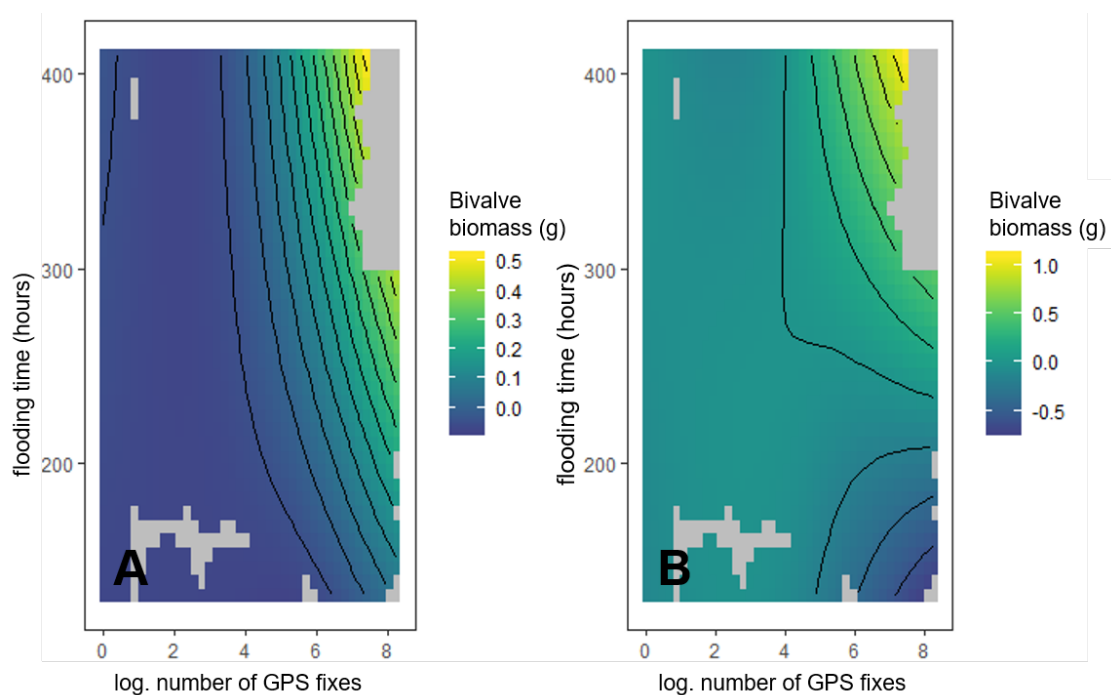 400
300
200
flooding time (hours)
A
0 2 4 6 8
log. number of GPS fixes
Bivalve
biomass (g)
0.5
0.4
0.3
0.2
0.1
0.0
400
300
200
flooding time (hours)
B
0 2 4 6 8
log. number of GPS fixes
Bivalve
biomass (g)
1.0
0.5
0.0
-0.5